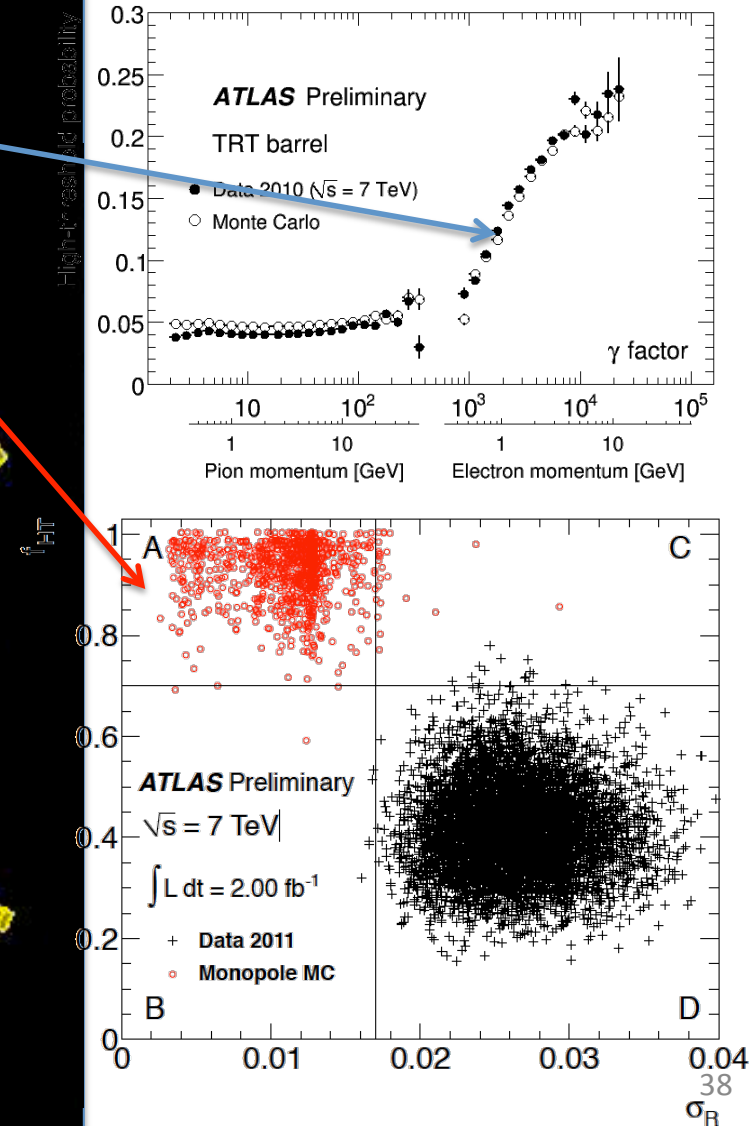 High-threshold probability
0.3
0.25
0.2
0.15
0.1
0.05
0
ATLAS Preliminary
TRT barrel
Data 2010 (√s = 7 TeV)
Monte Carlo
γ factor
10 10² 10³ 10⁴ 10⁵
1 10 1 10
Pion momentum [GeV] Electron momentum [GeV]
f_HT
1
0.8
0.6
0.4
0.2
0
A C
ATLAS Preliminary
√s = 7 TeV
∫L dt = 2.00 fb⁻¹
Data 2011
Monopole MC
B D
0 0.01 0.02 0.03 0.04
38
σ_R